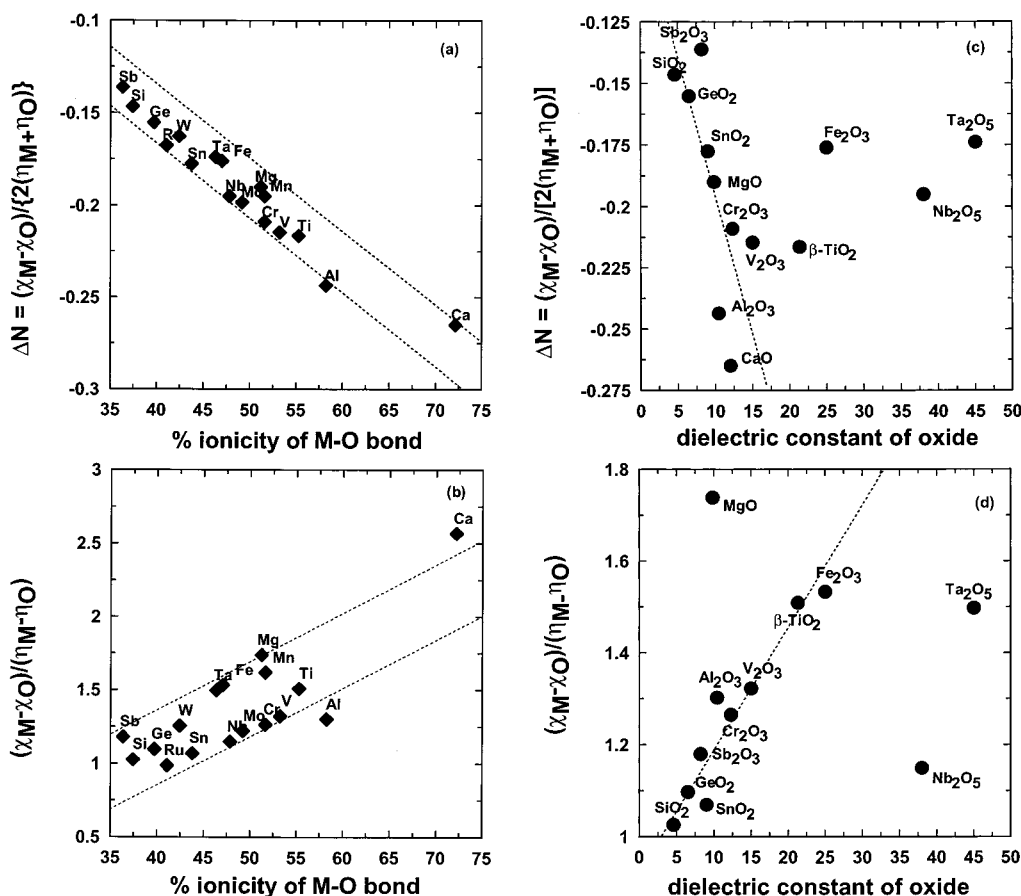 (a)
ΔN = (χM-χO)/{2(ηM+ηO)}
-0.1
-0.15
-0.2
-0.25
-0.3
Sb
Si
Ge
W
R
Sn
Ta Fe
Mg
Nb Mo Mn
Cr V Ti
Al
Ca
35 40 45 50 55 60 65 70 75
% ionicity of M-O bond
(c)
ΔN = (χM-χO)/[2(ηM+ηO)]
-0.125
-0.15
-0.175
-0.2
-0.225
-0.25
-0.275
Sb2O3
SiO2
GeO2
SnO2 Fe2O3 Ta2O5
MgO
Cr2O3 Nb2O5
V2O3 β-TiO2
Al2O3
CaO
0 5 10 15 20 25 30 35 40 45 50
dielectric constant of oxide
(b)
(χM-χO)/(ηM-ηO)
3
2.5
2
1.5
1
0.5
Ca
Mg
Ta Fe Mn
Ti
Sb W
Si Ge Ru Sn Nb Mo Cr V Al
35 40 45 50 55 60 65 70 75
% ionicity of M-O bond
(d)
(χM-χO)/(ηM-ηO)
1.8
1.6
1.4
1.2
1
MgO
Fe2O3 Ta2O5
β-TiO2
Al2O3 V2O3
Cr2O3
Sb2O3
GeO2 Nb2O5
SiO2 SnO2
0 5 10 15 20 25 30 35 40 45 50
dielectric constant of oxide